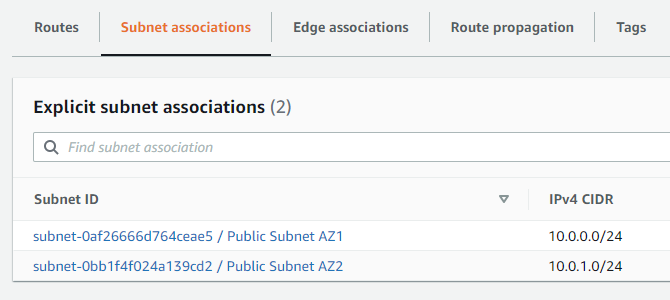 Routes Subnet associations Edge associations Route propagation Tags
Explicit subnet associations (2)
Find subnet association
Subnet ID IPv4 CIDR
subnet-0af26666d764ceae5 / Public Subnet AZ1 10.0.0.0/24
subnet-0bb1f4f024a139cd2 / Public Subnet AZ2 10.0.1.0/24